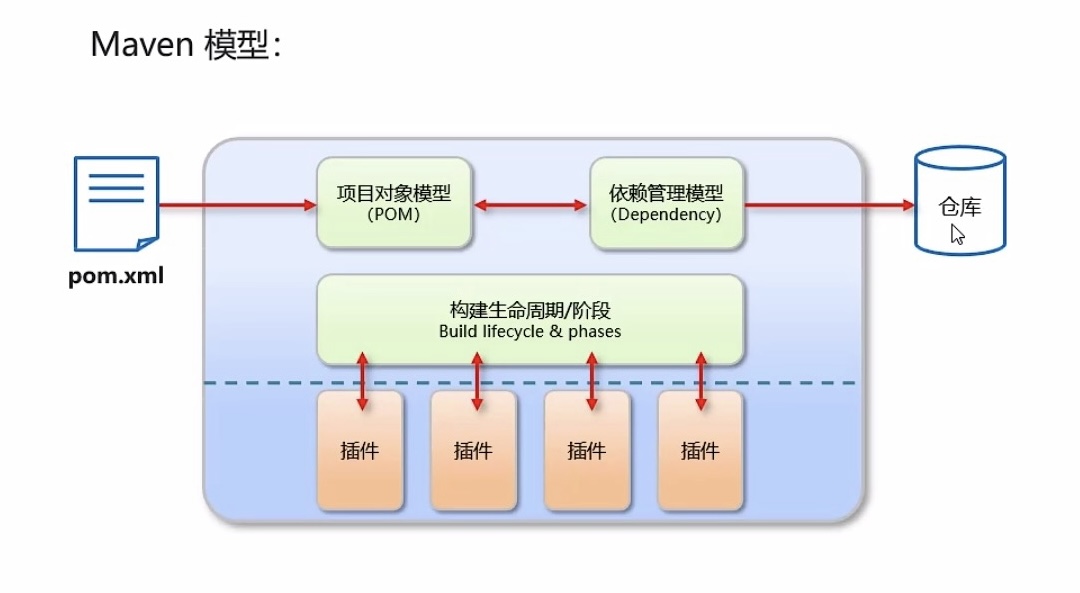 Maven 模型：
项目对象模型
（POM）
依赖管理模型
（Dependency）
仓库
pom.xml
构建生命周期/阶段
Build lifecycle & phases
插件
插件
插件
插件